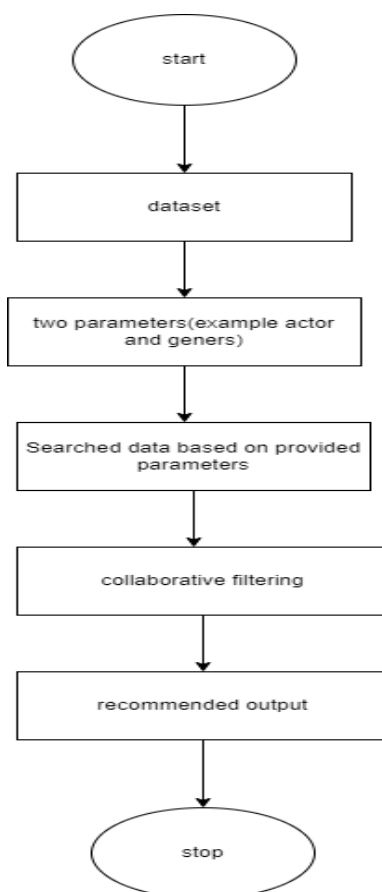 start
dataset
two parameters(example actor
and geners)
Searched data based on provided
parameters
collaborative filtering
recommended output
stop